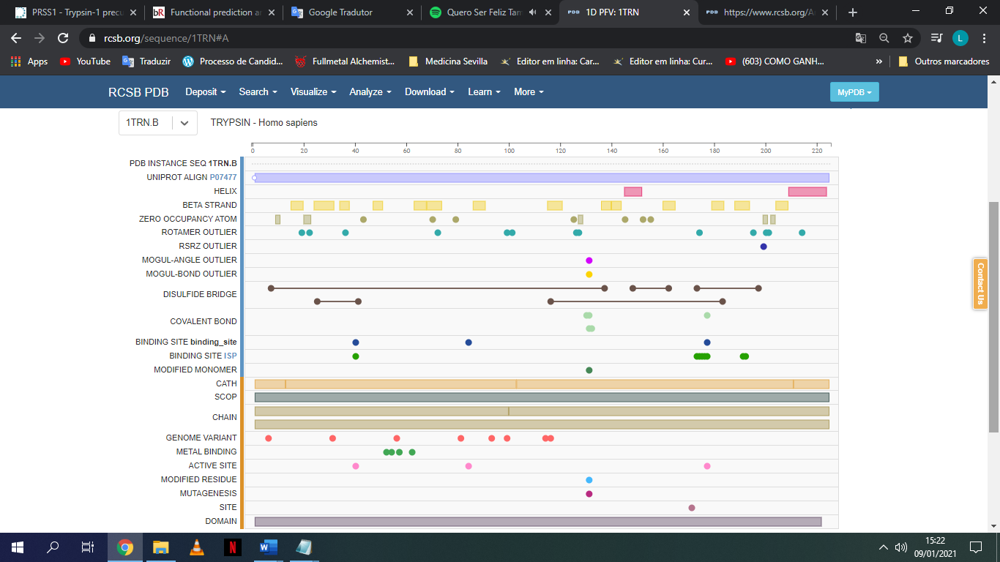 PRSS1 - Trypsin-1 precu
Functional prediction an
Google Tradutor
Quero Ser Feliz Tam
1D PFV: 1TRN
https://www.rcsb.org/A
rcsb.org/sequence/1TRN#A
L
Apps
YouTube
Traduzir
Processo de Candid...
Fullmetal Alchemist...
Medicina Sevilla
Editor em linha: Car...
Editor em linha: Cur...
(603) COMO GANH...
»
Outros marcadores
RCSB PDB
Deposit
Search
Visualize
Analyze
Download
Learn
More
MyPDB
1TRN.B
TRYPSIN - Homo sapiens
0 20 40 60 80 100 120 140 160 180 200 220
PDB INSTANCE SEQ 1TRN.B
UNIPROT ALIGN P07477
HELIX
BETA STRAND
ZERO OCCUPANCY ATOM
ROTAMER OUTLIER
RSRZ OUTLIER
MOGUL-ANGLE OUTLIER
MOGUL-BOND OUTLIER
DISULFIDE BRIDGE
COVALENT BOND
BINDING SITE binding_site
BINDING SITE ISP
MODIFIED MONOMER
CATH
SCOP
CHAIN
GENOME VARIANT
METAL BINDING
ACTIVE SITE
MODIFIED RESIDUE
MUTAGENESIS
SITE
DOMAIN
Contact Us
15:22
09/01/2021